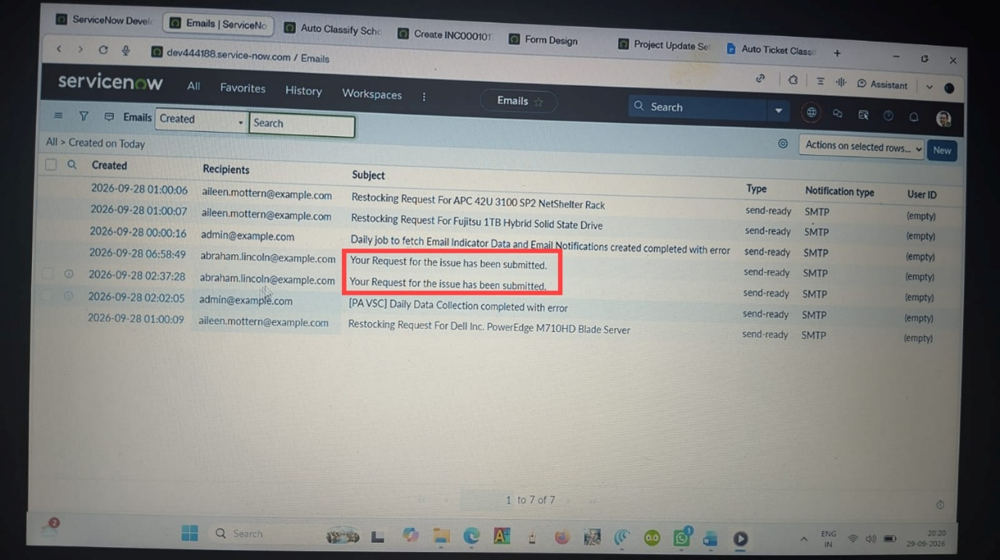 ServiceNow Develo
Emails | ServiceNo
Auto Classify Sch
Create INC000101
Form Design
Project Update Se
Auto Ticket Class
dev444188.service-now.com / Emails
Assistant
servicenow
All Favorites History Workspaces
Emails
Search
Emails Created Search
All > Created on Today
Actions on selected rows...
New
Created Recipients Subject Type Notification type User ID
2026-09-28 01:00:06 aileen.mottern@example.com Restocking Request For APC 42U 3100 SP2 NetShelter Rack send-ready SMTP (empty)
2026-09-28 01:00:07 aileen.mottern@example.com Restocking Request For Fujitsu 1TB Hybrid Solid State Drive send-ready SMTP (empty)
2026-09-28 00:00:16 admin@example.com Daily job to fetch Email Indicator Data and Email Notifications created completed with error send-ready SMTP (empty)
2026-09-28 06:58:49 abraham.lincoln@example.com Your Request for the issue has been submitted. send-ready SMTP (empty)
2026-09-28 02:37:28 abraham.lincoln@example.com Your Request for the issue has been submitted. send-ready SMTP (empty)
2026-09-28 02:02:05 admin@example.com [PA VSC] Daily Data Collection completed with error send-ready SMTP (empty)
2026-09-28 01:00:09 aileen.mottern@example.com Restocking Request For Dell Inc. PowerEdge M710HD Blade Server send-ready SMTP (empty)
1 to 7 of 7
2
Search
1
ENG
IN
20:20
29-09-2026